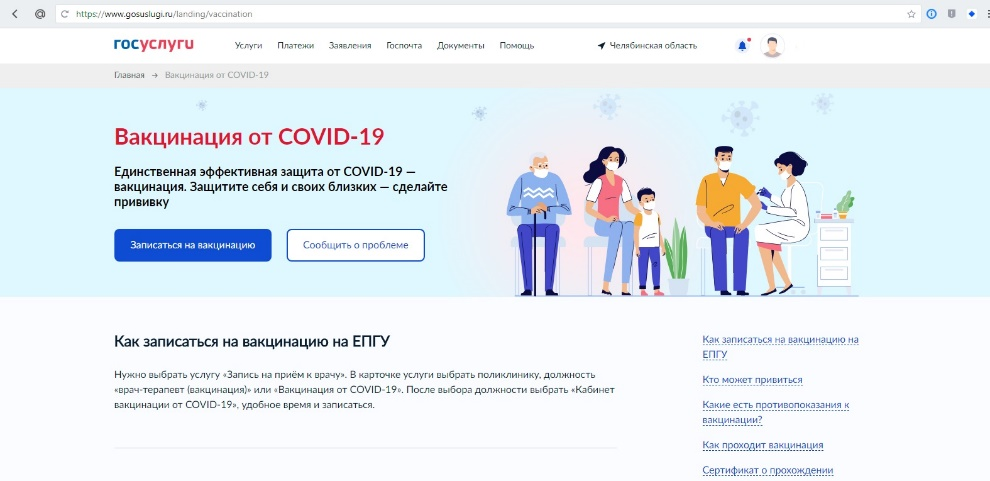 https://www.gosuslugi.ru/landing/vaccination
госуслуги Услуги Платежи Заявления Госпочта Документы Помощь Челябинская область
Главная → Вакцинация от COVID-19
Вакцинация от COVID-19
Единственная эффективная защита от COVID-19 —
вакцинация. Защитите себя и своих близких — сделайте
прививку
Записаться на вакцинацию Сообщить о проблеме
Как записаться на вакцинацию на ЕПГУ
Нужно выбрать услугу «Запись на приём к врачу». В карточке услуги выбрать поликлинику, должность
«врач-терапевт (вакцинация)» или «Вакцинация от COVID-19». После выбора должности выбрать «Кабинет
вакцинации от COVID-19», удобное время и записаться.
Как записаться на вакцинацию на
ЕПГУ
Кто может привиться
Какие есть противопоказания к
вакцинации?
Как проходит вакцинация
Сертификат о прохождении